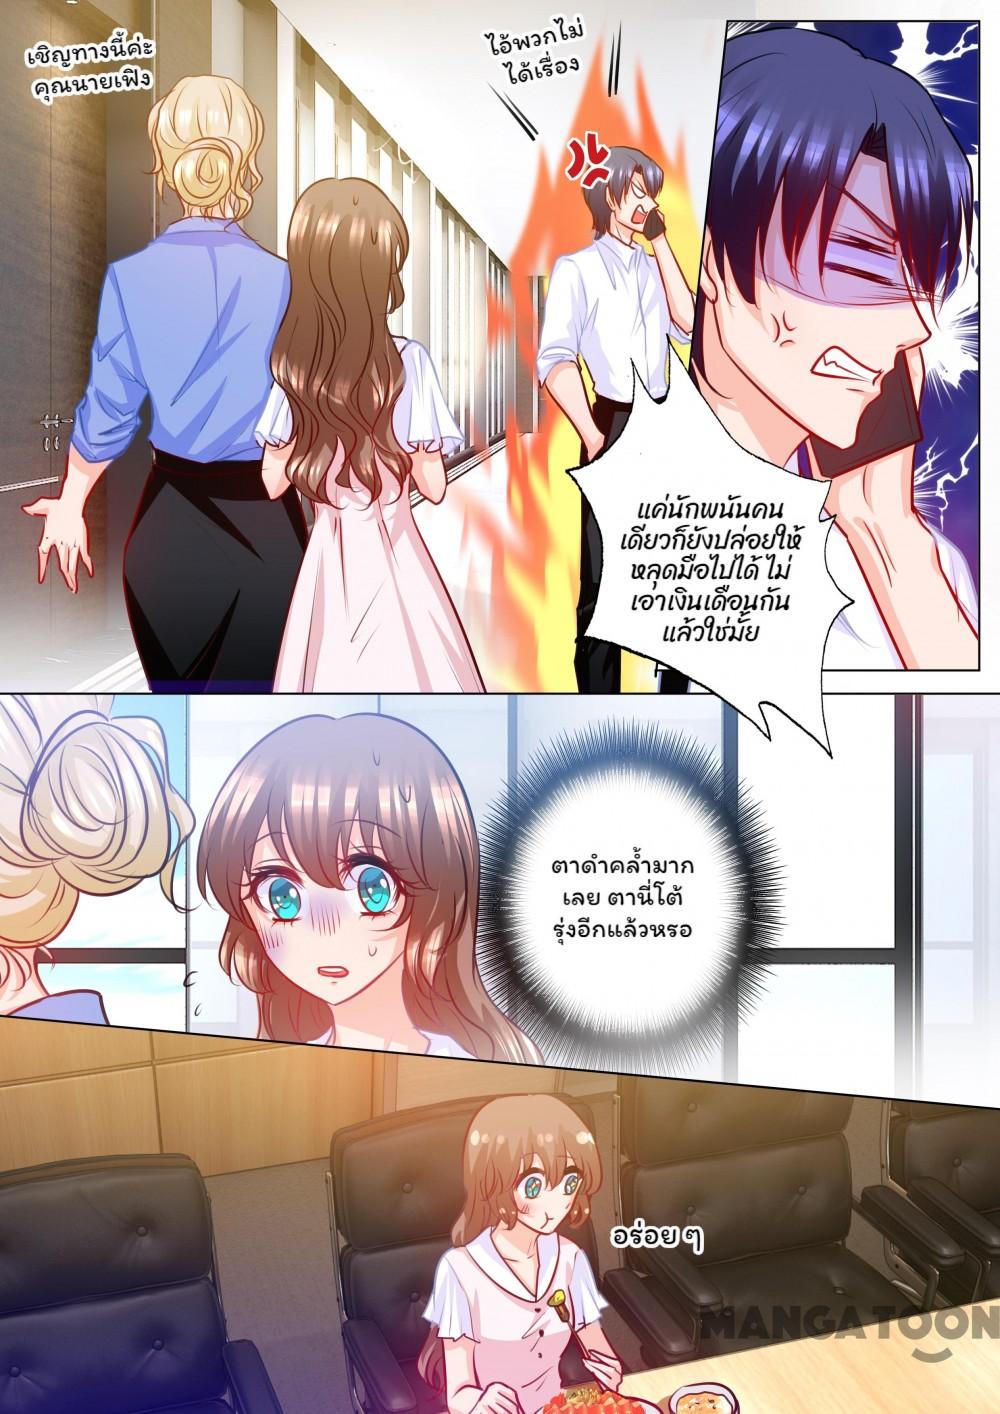 เชิญทางนี้ค่ะ
คุณนายเฟิง
ไอ้พวกไม่
ได้เรื่อง
แค่นักพนันคน
เดียวก็ยังปล่อยให้
หลุดมือไปได้ ไม่
เอาเงินเดือนกัน
แล้วใช่มั้ย
ตาดำคล้ำมาก
เลย ตานี่โต้
รุ่งอีกแล้วหรอ
อร่อย ๆ
MANGATOON